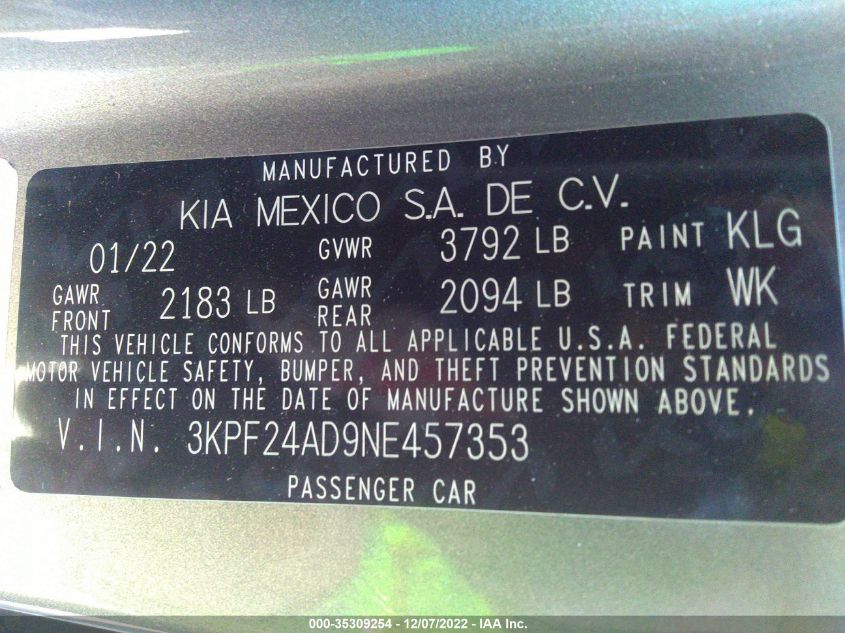 MANUFACTURED BY
KIA MEXICO S.A. DE C.V.
01/22 GVWR 3792 LB PAINT KLG
GAWR FRONT 2183 LB GAWR REAR 2094 LB TRIM WK
THIS VEHICLE CONFORMS TO ALL APPLICABLE U.S.A. FEDERAL
MOTOR VEHICLE SAFETY, BUMPER, AND THEFT PREVENTION STANDARDS
IN EFFECT ON THE DATE OF MANUFACTURE SHOWN ABOVE.
V.I.N. 3KPF24AD9NE457353
PASSENGER CAR
000-35309254 - 12/07/2022 - IAA Inc.